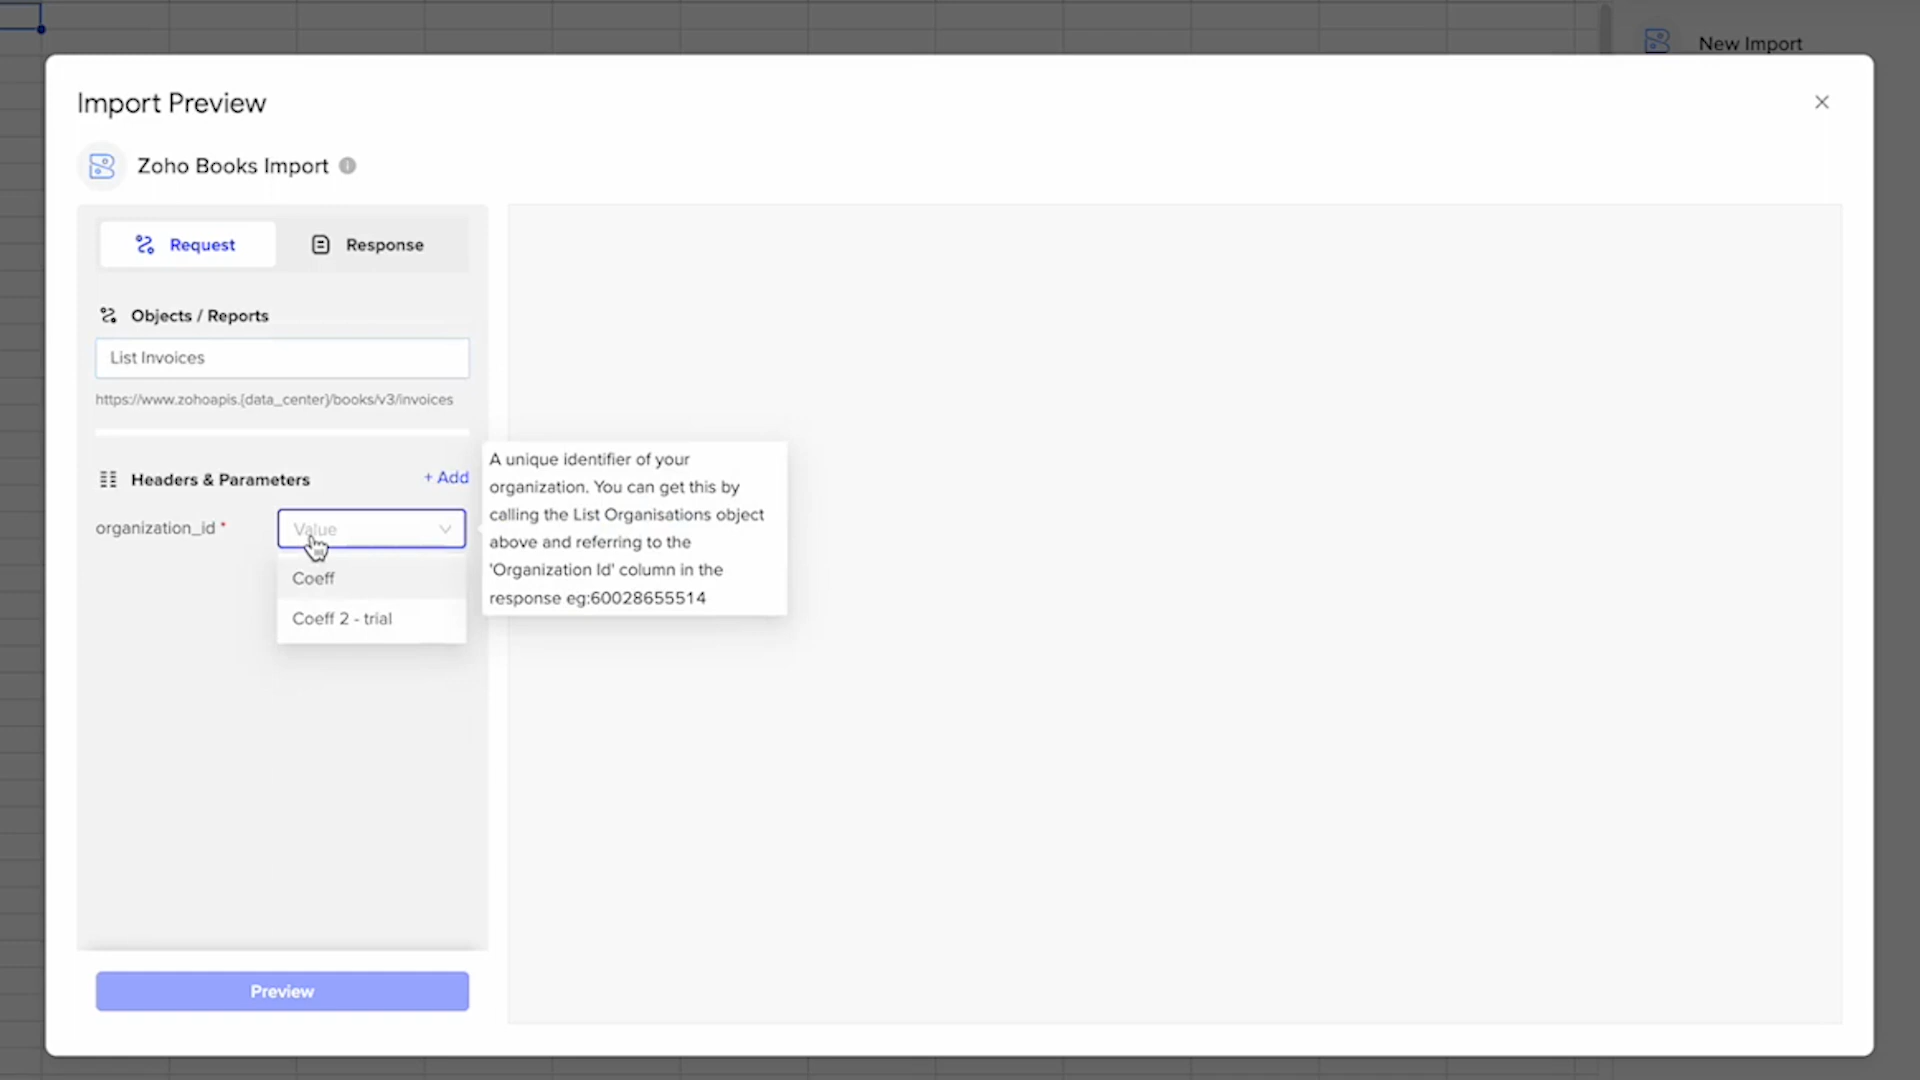 New Import
Import Preview
Zoho Books Import
Request
Response
Objects / Reports
List Invoices
https://www.zohoapis.{data_center}/books/v3/invoices
Headers & Parameters
+ Add
organization_id *
Value
Coeff
Coeff 2 - trial
A unique identifier of your
organization. You can get this by
calling the List Organisations object
above and referring to the
'Organization Id' column in the
response eg:60028655514
Preview